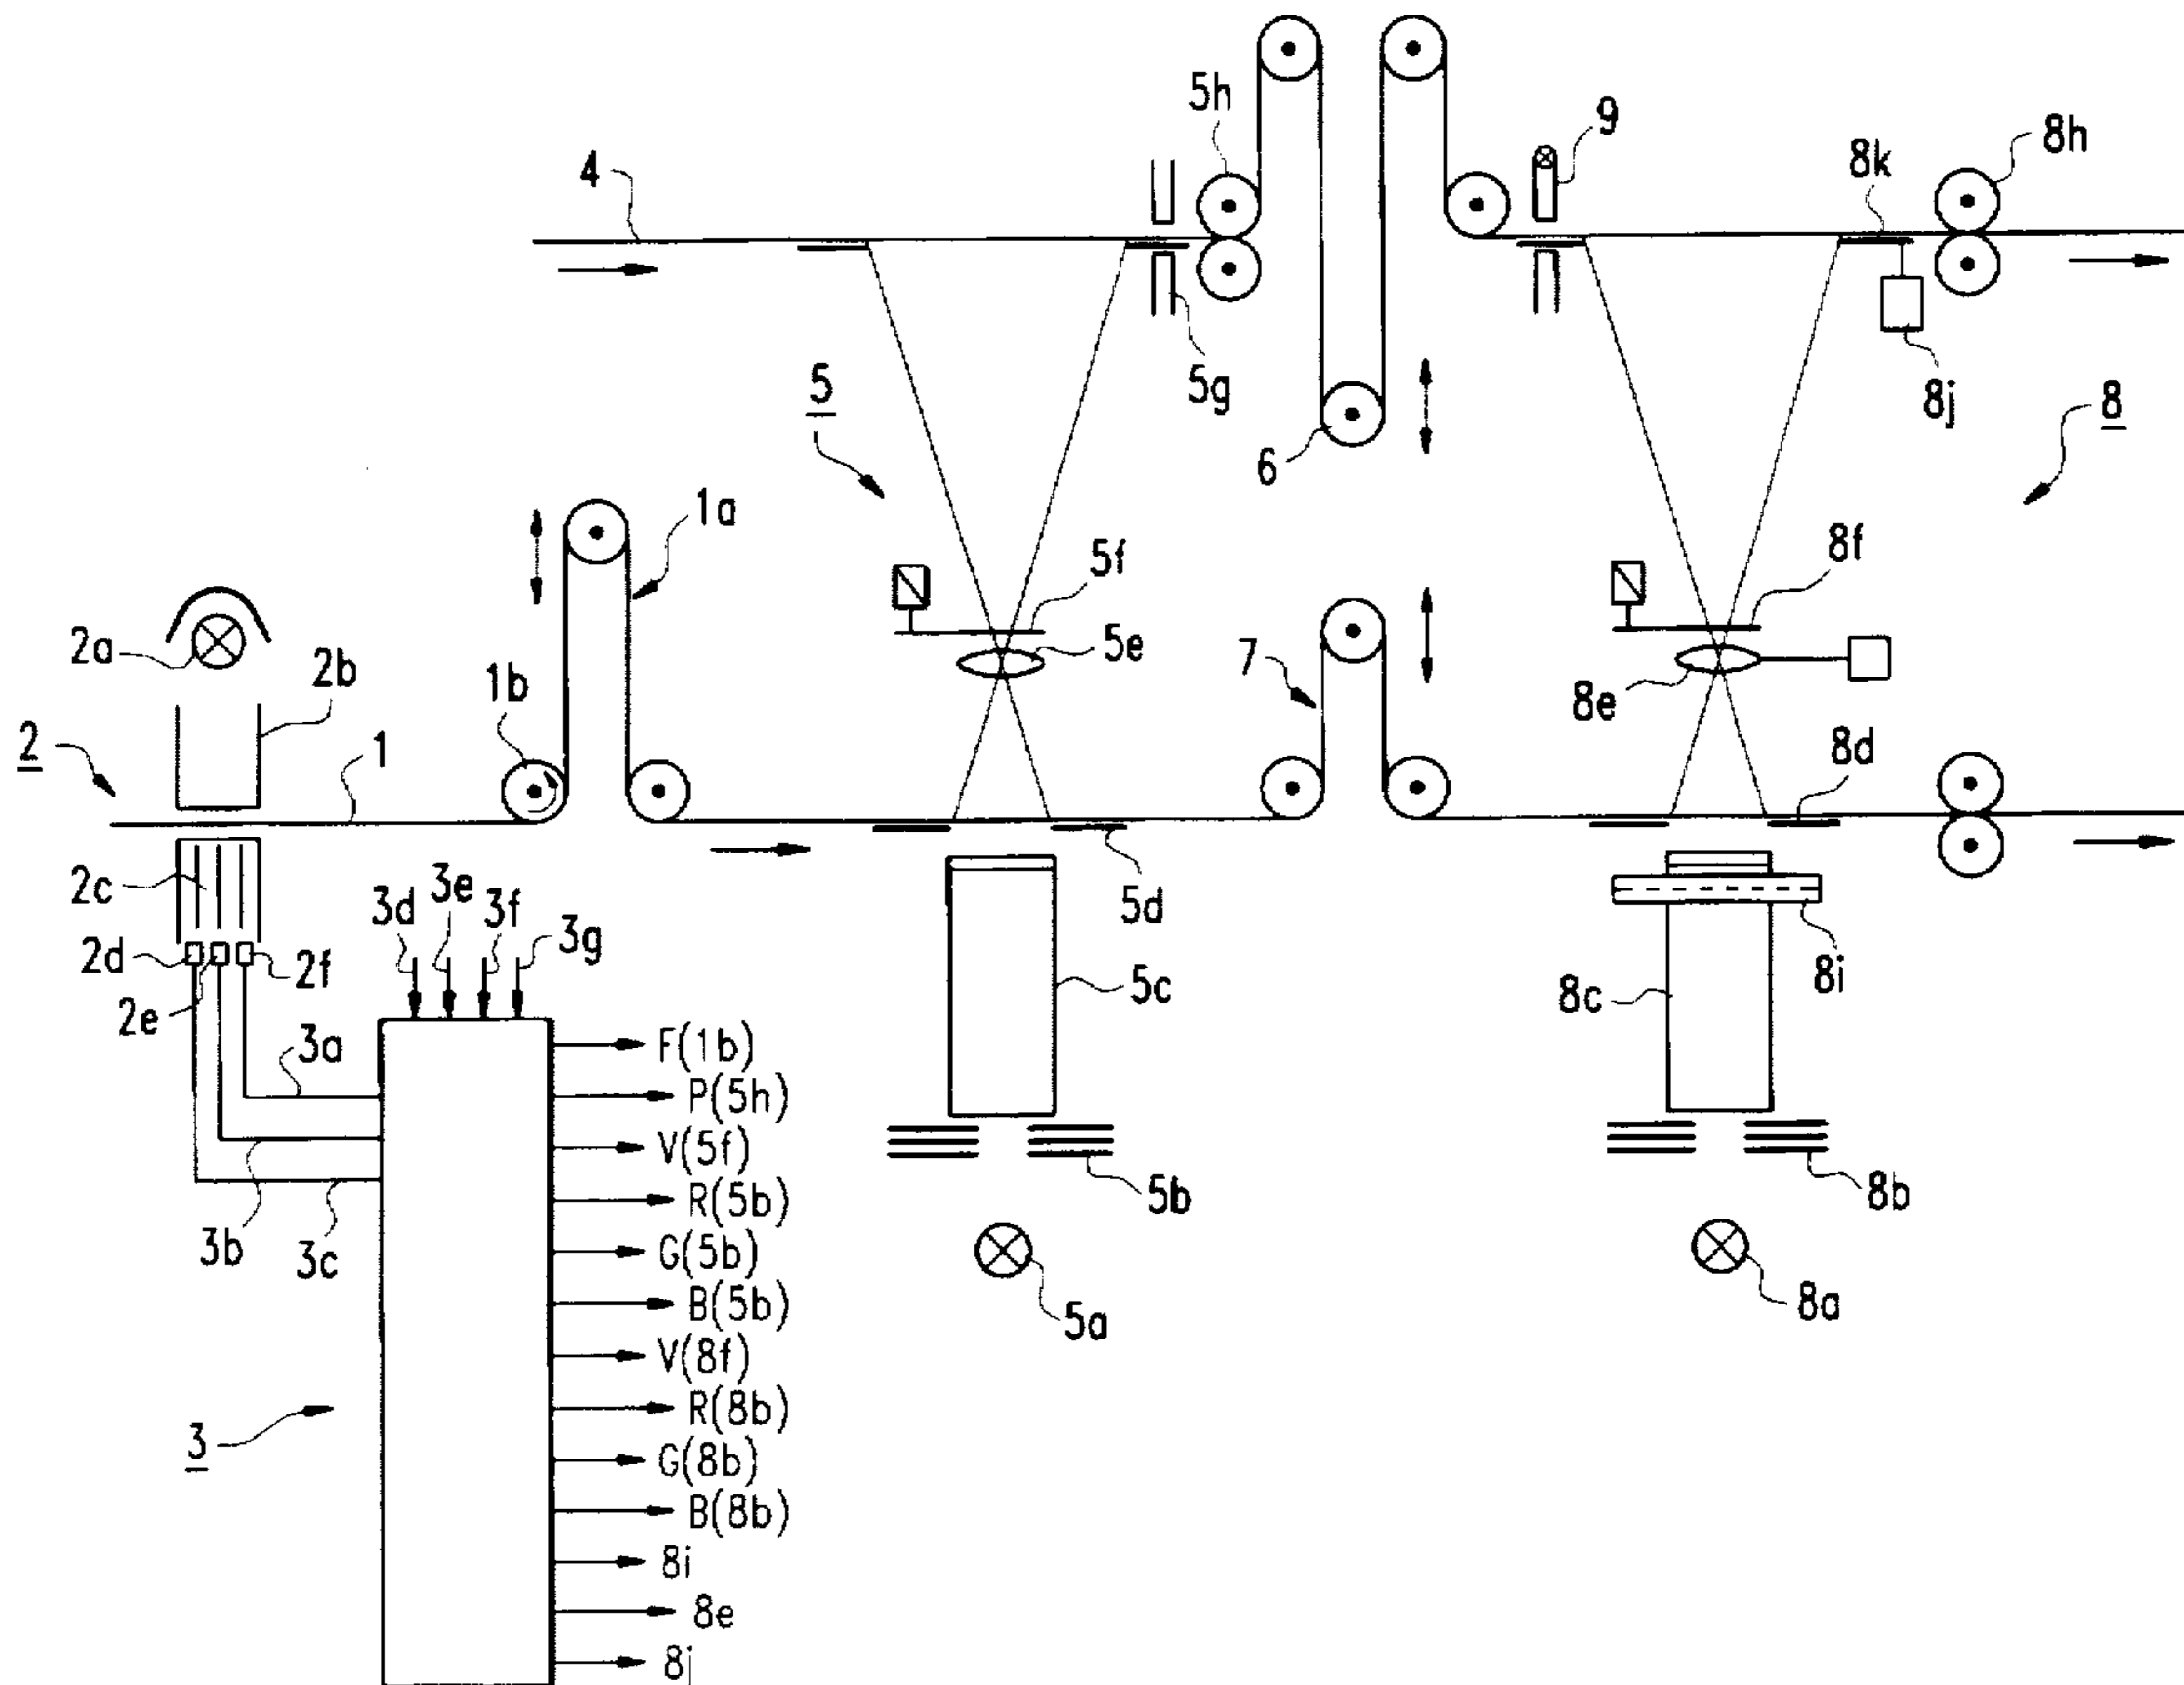 5h
9
8h
4
8k
5g
5
8j
8
6
1a
5f
8f
2a
5e
2b
1b
7
8e
2
1
8d
2c
3d
3e
3f
5d
3g
2d
2f
8i
5c
8c
2e
3a
F(1b)
P(5h)
V(5f)
R(5b)
5b
8b
3b
3c
G(5b)
B(5b)
5a
8a
V(8f)
R(8b)
3
G(8b)
B(8b)
8i
8e
8j